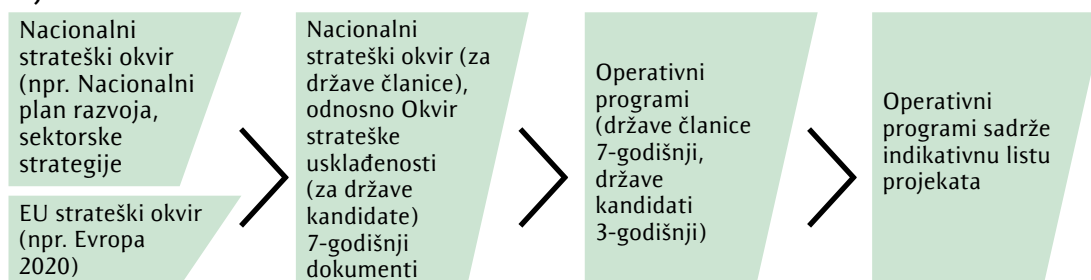 Nacionalni
strateški okvir
(npr. Nacionalni
plan razvoja,
sektorske
strategije
EU strateški okvir
(npr. Evropa
2020)
Nacionalni
strateški okvir (za
države članice),
odnosno Okvir
strateške
usklađenosti
(za države
kandidate)
7-godišnji
dokumenti
Operativni
programi
(države članice
7-godišnji,
države
kandidati
3-godišnji)
Operativni
programi sadrže
indikativnu listu
projekata